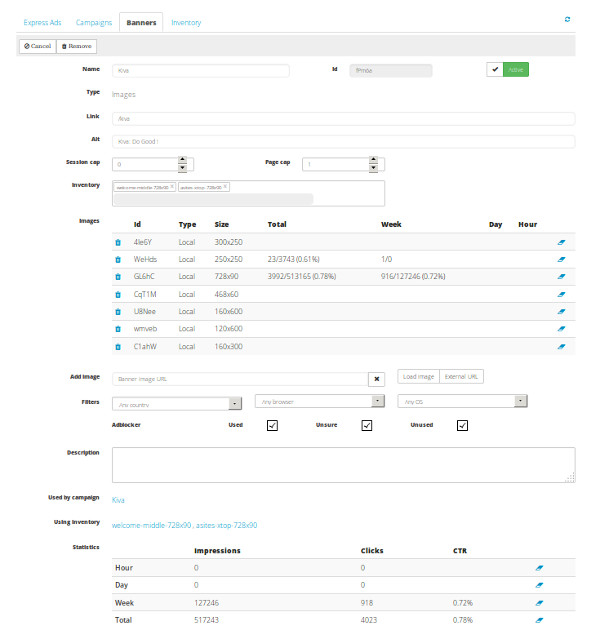 Express Ads Campaigns Banners Inventory
Cancel Remove
Name Kiva Id Active
Type Images
Link /kiva
Alt Kiva: Do Good !
Session cap 0 Page cap 1
Inventory welcome-middle-728x90 x asites-xtop-728x90 x
Images Id Type Size Total Week Day Hour
4Ie6Y Local 300x250
WeHds Local 250x250 23/3743 (0.61%) 1/0
GL6hC Local 728x90 3992/513165 (0.78%) 916/127246 (0.72%)
CqT1M Local 468x60
U8Nee Local 160x600
wmveb Local 120x600
C1ahW Local 160x300
Add Image Banner image URL Load image External URL
Filters Any country Any browser Any OS
Adblocker Used Unsure Unused
Description
Used by campaign Kiva
Using Inventory welcome-middle-728x90 , asites-xtop-728x90
Statistics Impressions Clicks CTR
Hour 0 0
Day 0 0
Week 127246 918 0.72%
Total 517243 4023 0.78%